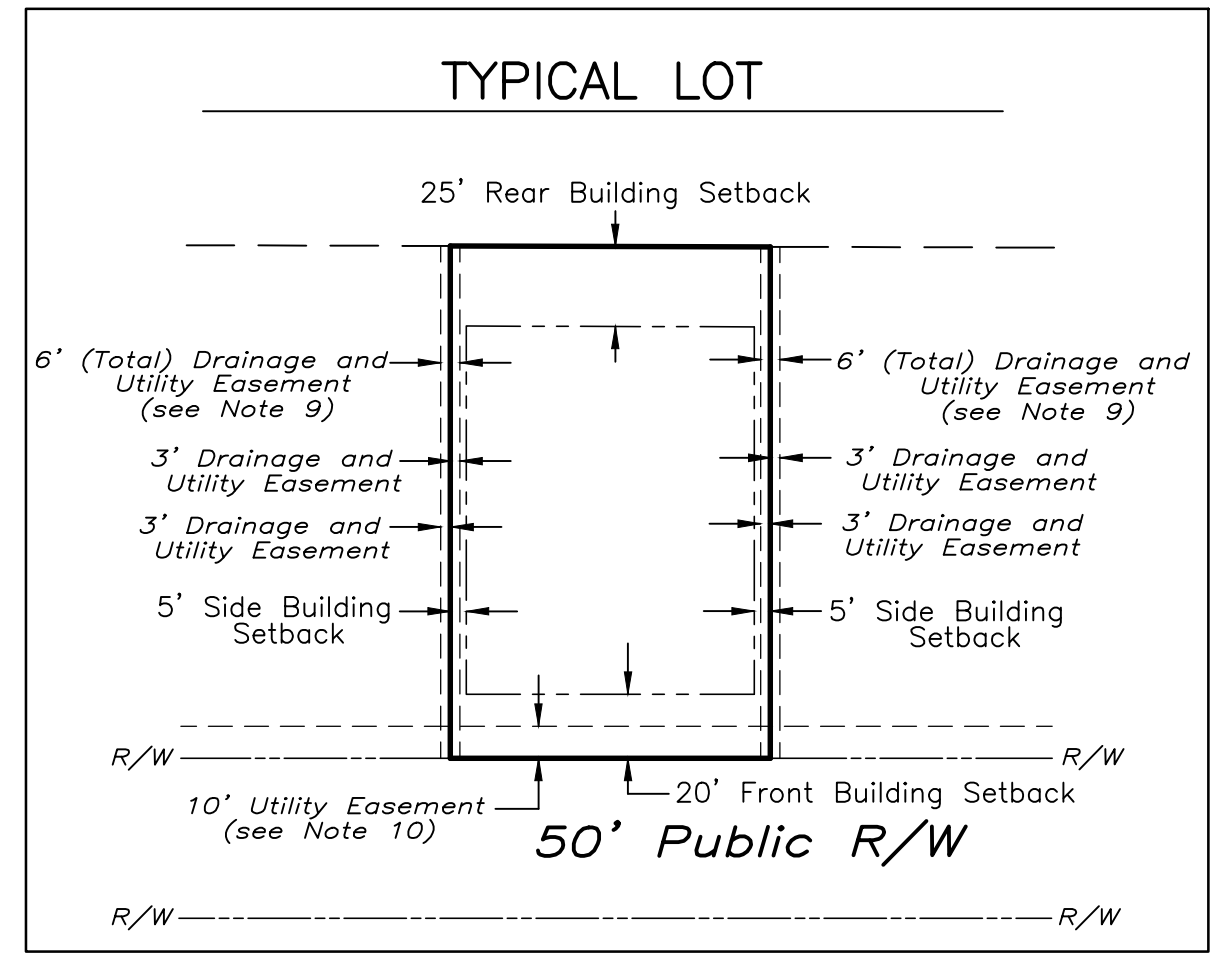 TYPICAL LOT
25' Rear Building Setback
6' (Total) Drainage and
Utility Easement
(see Note 9)
6' (Total) Drainage and
Utility Easement
(see Note 9)
3' Drainage and
Utility Easement
3' Drainage and
Utility Easement
3' Drainage and
Utility Easement
3' Drainage and
Utility Easement
5' Side Building
Setback
5' Side Building
Setback
R/W
R/W
10' Utility Easement
(see Note 10)
20' Front Building Setback
50' Public R/W
R/W
R/W